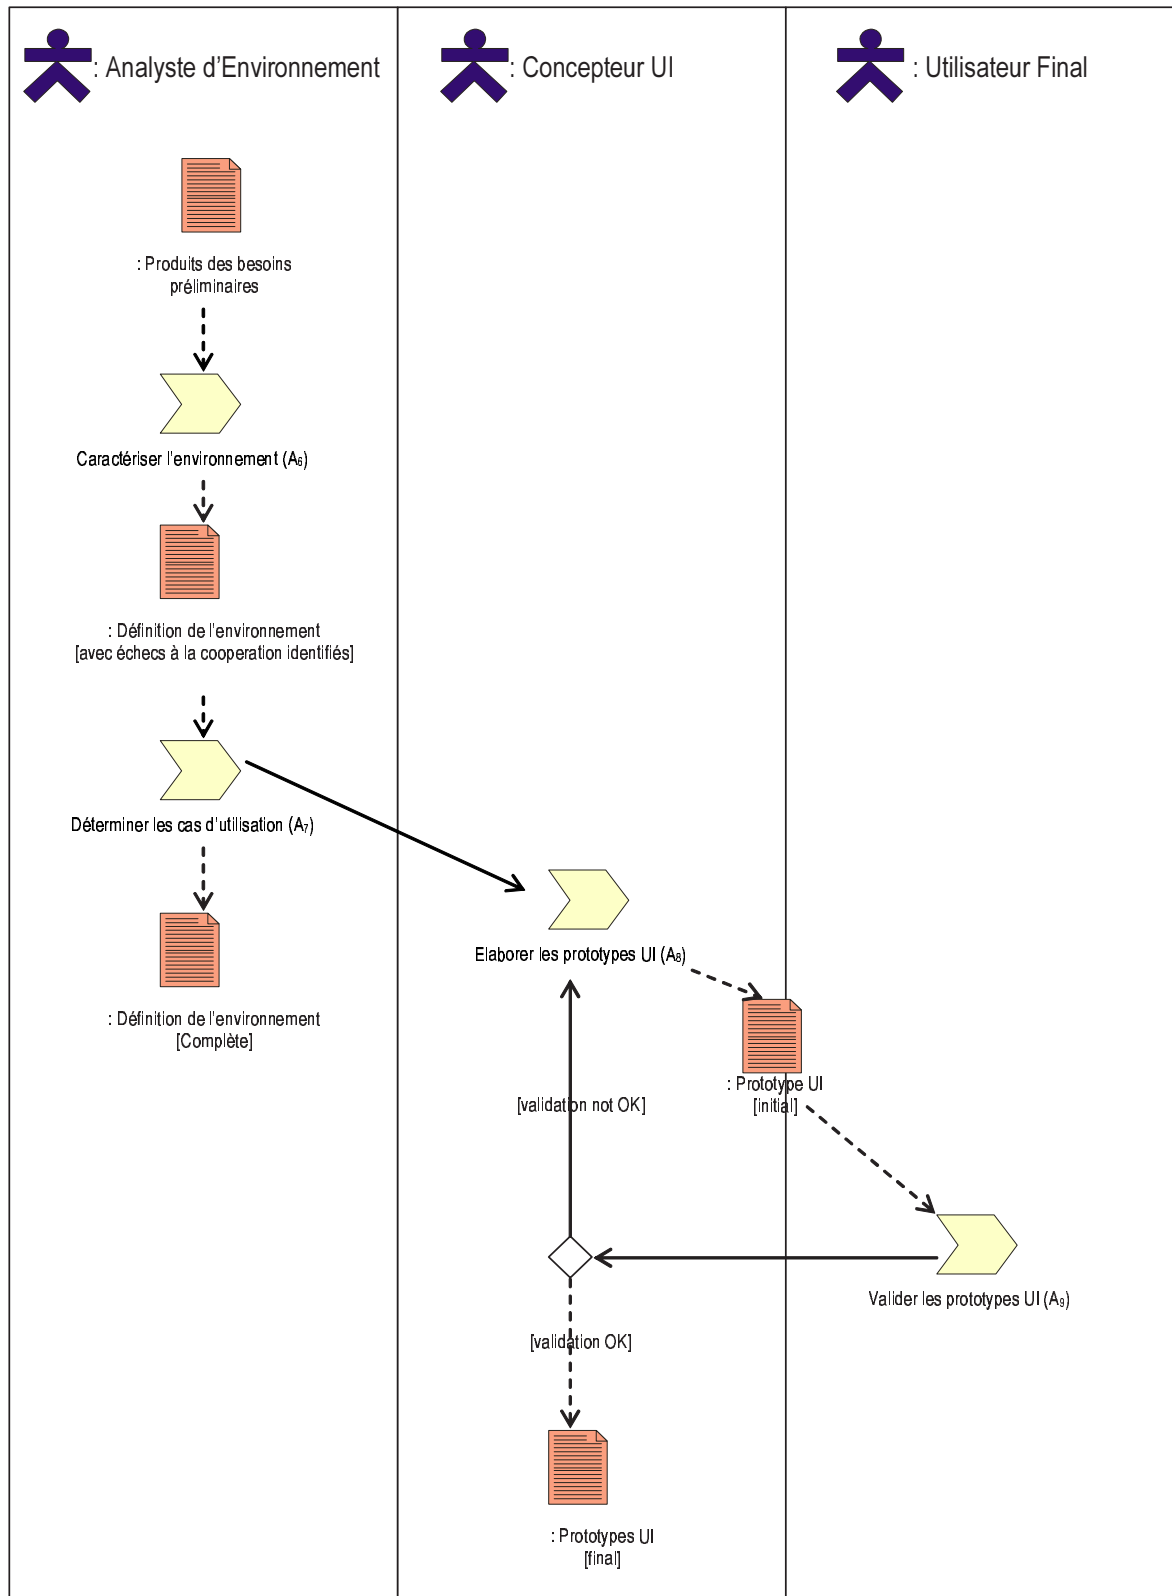 : Analyste d’Environnement
: Concepteur UI
: Utilisateur Final
: Produits des besoins
préliminaires
Caractériser l'environnement (A₆)
: Définition de l'environnement
[avec échecs à la cooperation identifiés]
Déterminer les cas d'utilisation (A₇)
: Définition de l'environnement
[Complète]
Elaborer les prototypes UI (A₈)
: Prototype UI
[initial]
[validation not OK]
Valider les prototypes UI (A₉)
[validation OK]
: Prototypes UI
[final]